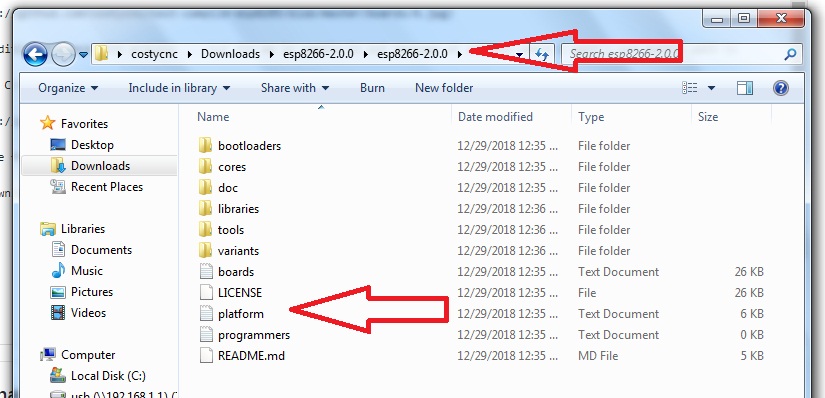 costycnc Downloads esp8266-2.0.0 esp8266-2.0.0
Search esp8266-2.0.0
Organize Include in library Share with Burn New folder
Name Date modified Type Size
Favorites
Desktop
Downloads
Recent Places
Libraries
Documents
Music
Pictures
Videos
Computer
Local Disk (C:)
usb (\\192.168.1.1) (
bootloaders 12/29/2018 12:35 ... File folder
cores 12/29/2018 12:35 ... File folder
doc 12/29/2018 12:35 ... File folder
libraries 12/29/2018 12:36 ... File folder
tools 12/29/2018 12:36 ... File folder
variants 12/29/2018 12:36 ... File folder
boards 12/29/2018 12:35 ... Text Document 26 KB
LICENSE 12/29/2018 12:35 ... File 26 KB
platform 12/29/2018 12:35 ... Text Document 6 KB
programmers 12/29/2018 12:35 ... Text Document 0 KB
README.md 12/29/2018 12:35 ... MD File 5 KB